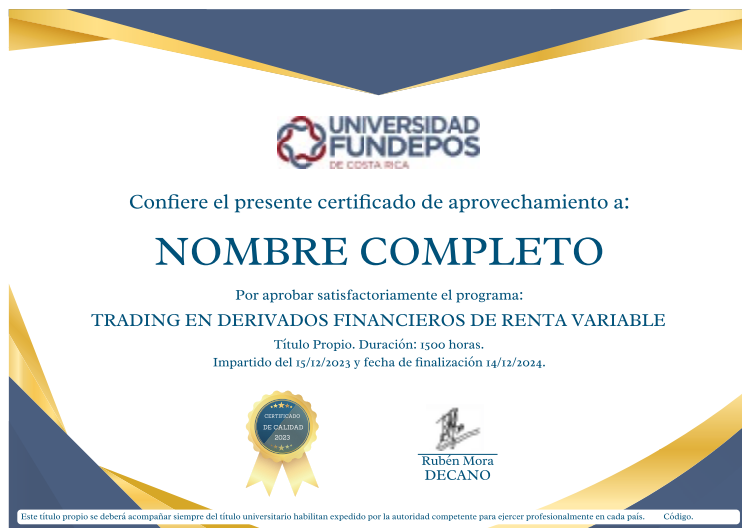 UNIVERSIDAD
FUNDEPOS
DE COSTA RICA
Confiere el presente certificado de aprovechamiento a:
NOMBRE COMPLETO
Por aprobar satisfactoriamente el programa:
TRADING EN DERIVADOS FINANCIEROS DE RENTA VARIABLE
Título Propio. Duración: 1500 horas.
Impartido del 15/12/2023 y fecha de finalización 14/12/2024.
CERTIFICADO
DE CALIDAD
2023
Rubén Mora
DECANO
Este título propio se deberá acompañar siempre del título universitario habilitan expedido por la autoridad competente para ejercer profesionalmente en cada país. Código.